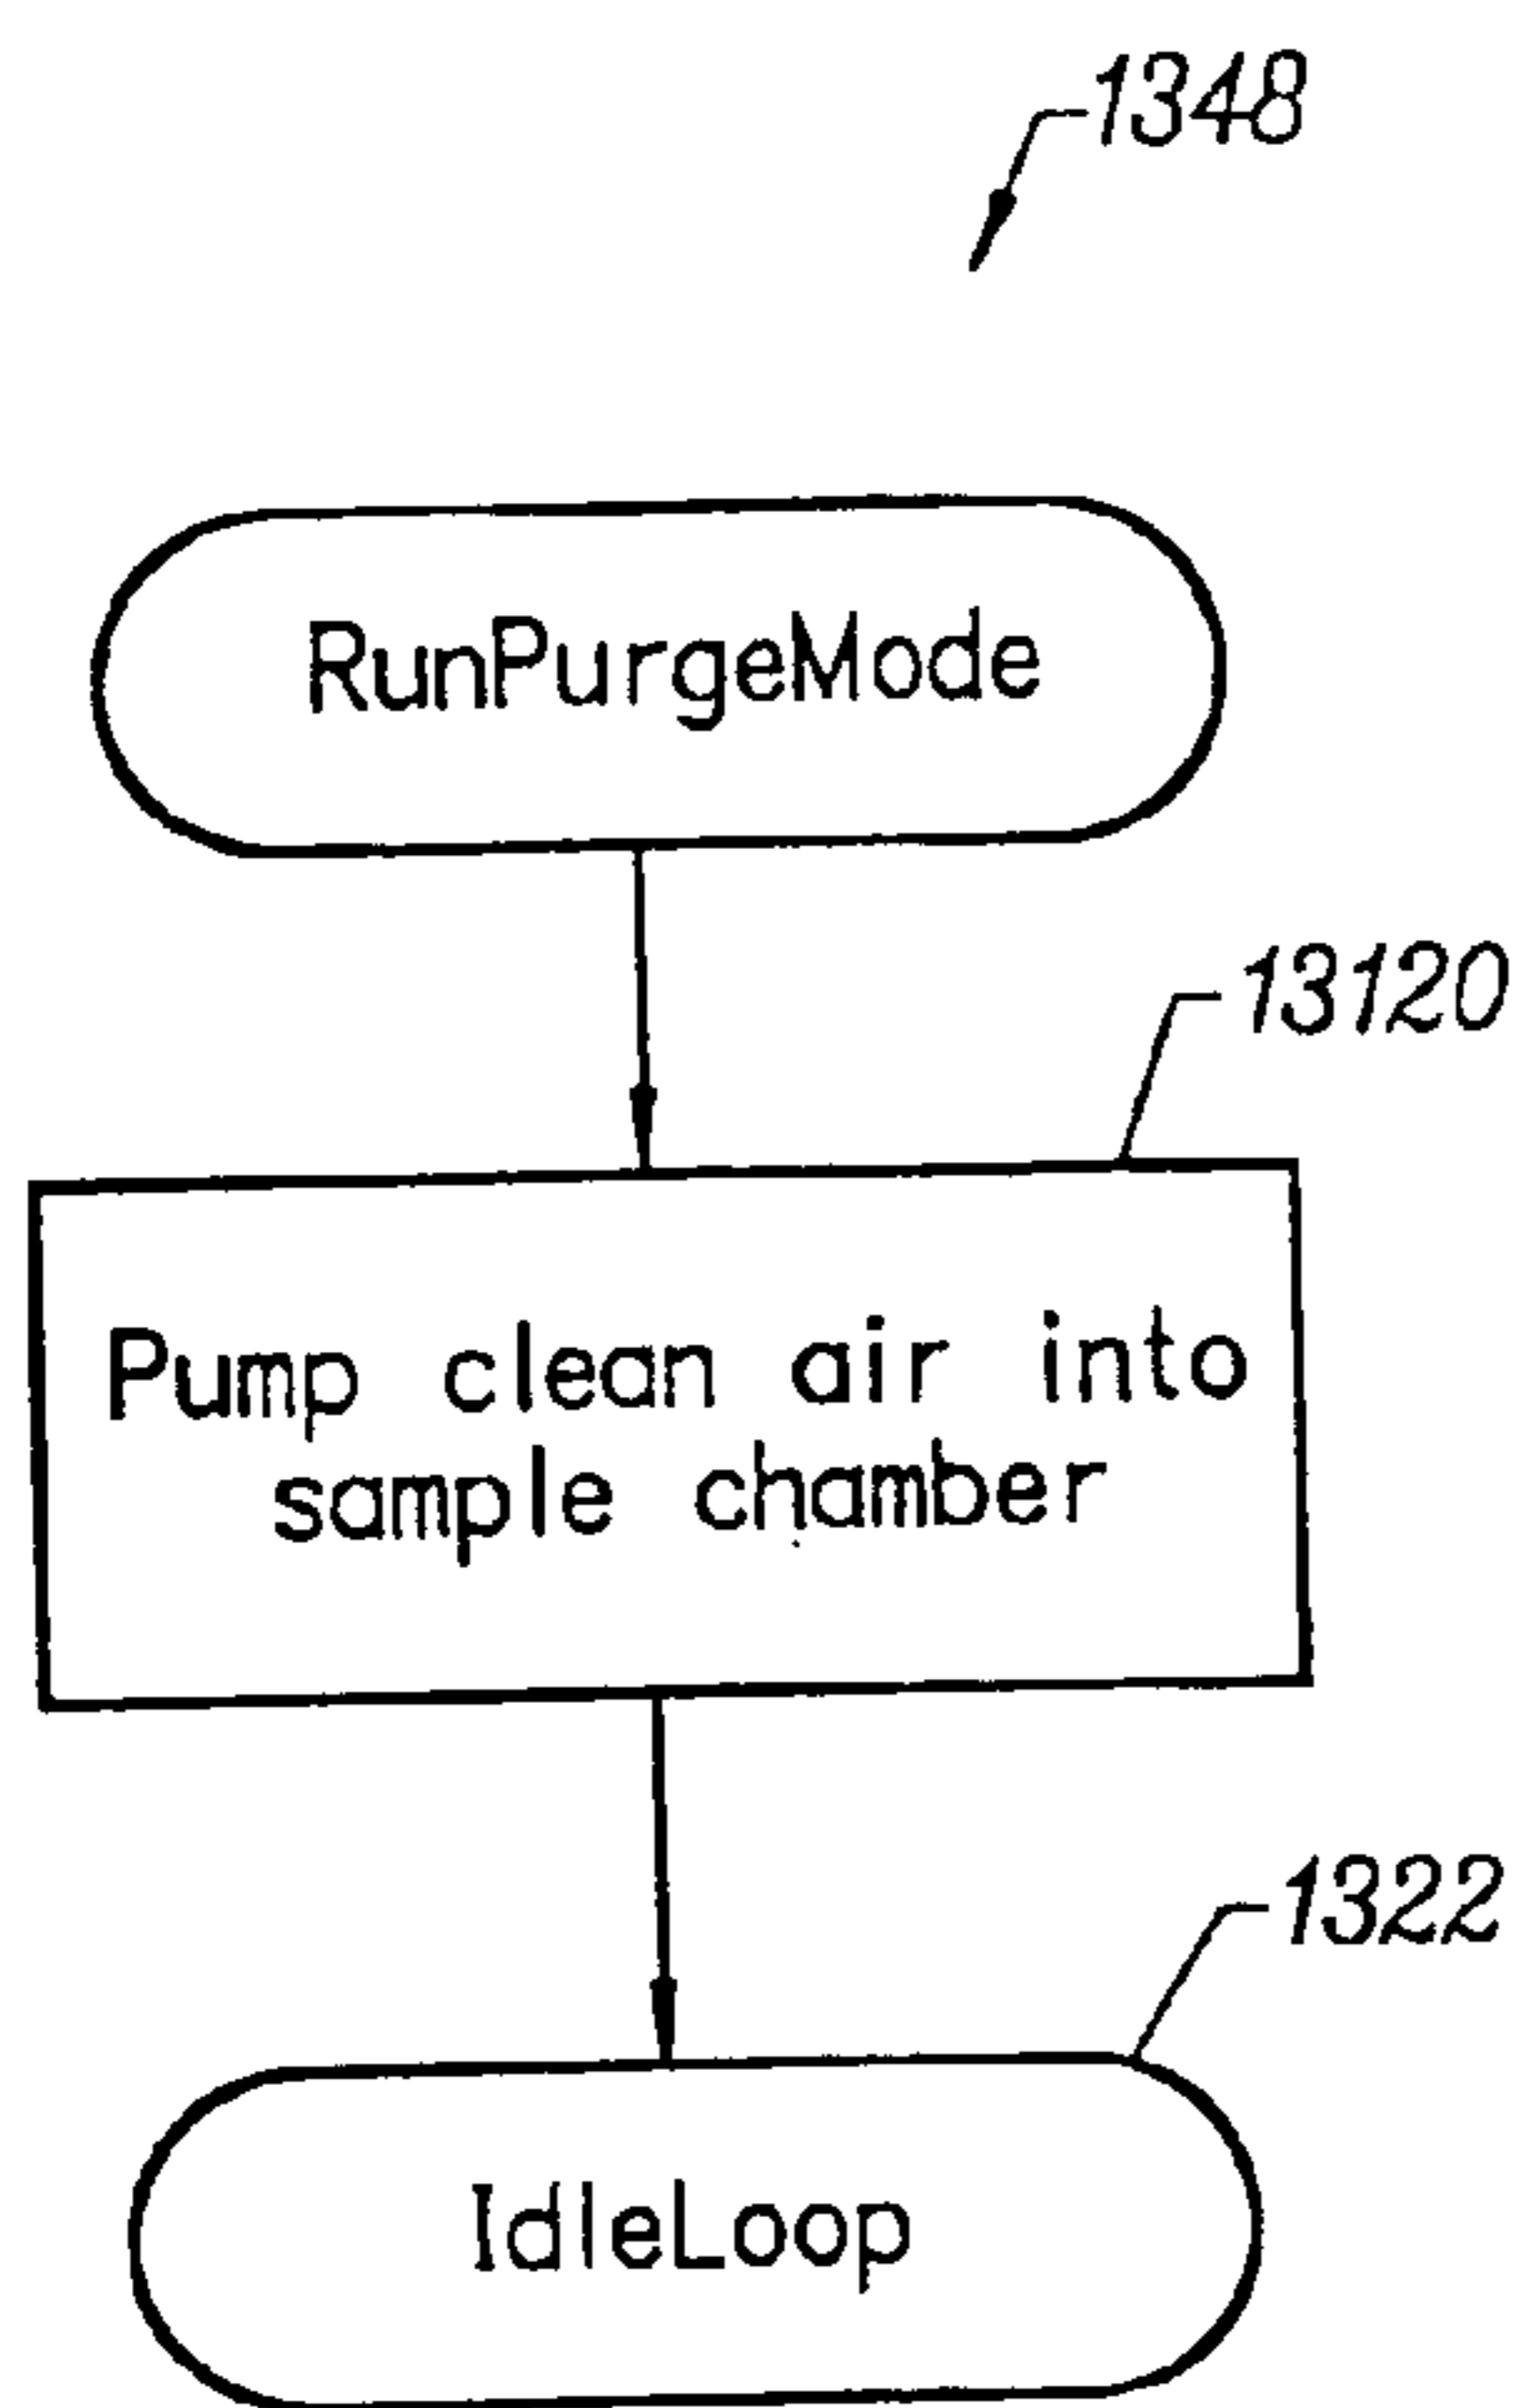 1348
RunPurgeMode
13120
Pump clean air into
sample chamber
1322
IdleLoop